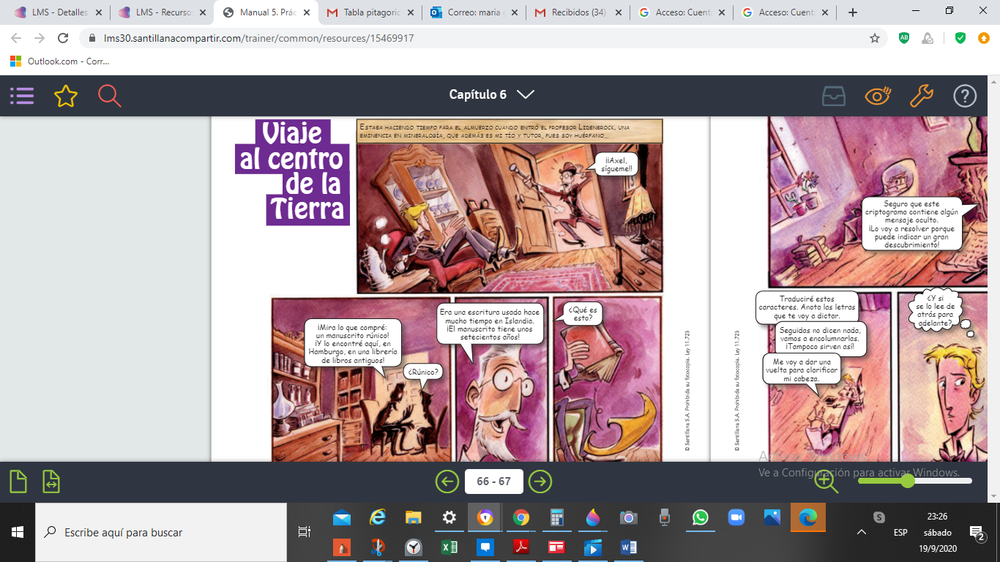 LMS - Detalles
LMS - Recurso
Manual 5. Prác
Tabla pitagoric
Correo: maria
Recibidos (34)
Acceso: Cuenta
Acceso: Cuenta
lms30.santillanacompartir.com/trainer/common/resources/15469917
Outlook.com - Corr...
Capítulo 6
Viaje
al centro
de la
Tierra
Estaba haciendo tiempo para el almuerzo cuando entró el profesor Lidenbrock, una
eminencia en mineralogía, que además es mi tío y tutor, pues soy huérfano...
¡¡Axel,
sígueme!!
¡Mira lo que compré:
un manuscrito rúnico!
¡Y lo encontré aquí, en
Hamburgo, en una librería
de libros antiguos!
¿Rúnico?
Era una escritura usada hace
mucho tiempo en Islandia.
¡El manuscrito tiene unos
setecientos años!
¿Qué es
esto?
© Santillana S.A. Prohibida su fotocopia. Ley 11.723
© Santillana S.A. Prohibida su fotocopia. Ley 11.723
Seguro que este
criptograma contiene algún
mensaje oculto.
¡Lo voy a resolver porque
puede indicar un gran
descubrimiento!
Traduciré estos
caracteres. Anota las letras
que te voy a dictar.
Seguidas no dicen nada,
vamos a encolumnarlas.
¡Tampoco sirven así!
Me voy a dar una
vuelta para clarificar
mi cabeza.
¿Y si
se lo lee de
atrás para
adelante?
Activar Windows
Ve a Configuración para activar Windows.
66 - 67
Escribe aquí para buscar
ESP
23:26
sábado
19/9/2020
2